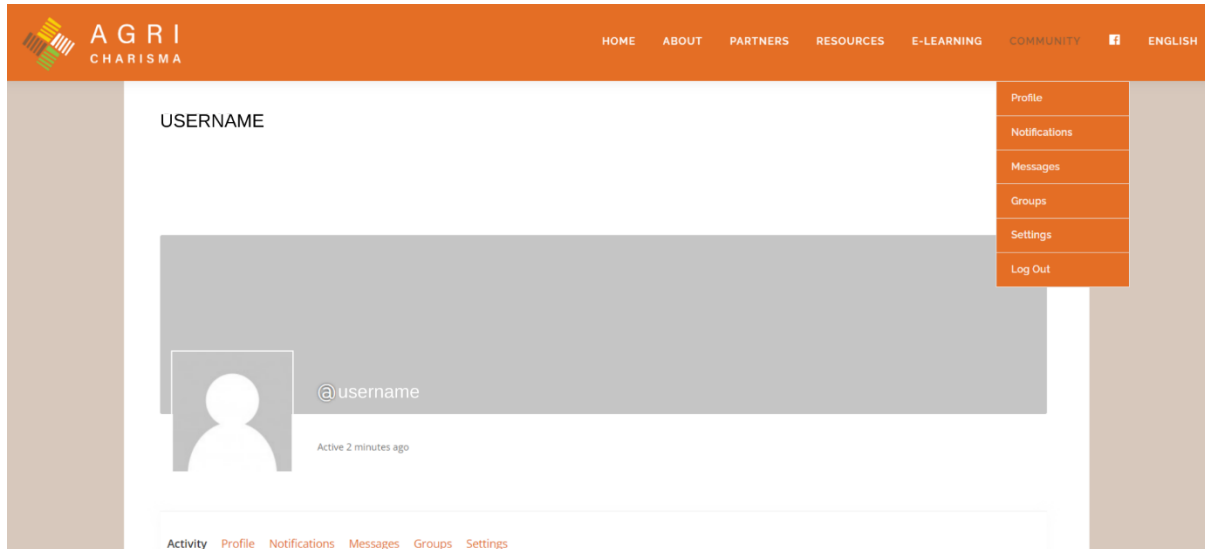 AGRI
CHARISMA
HOME ABOUT PARTNERS RESOURCES E-LEARNING COMMUNITY f ENGLISH
Profile
Notifications
Messages
Groups
Settings
Log Out
USERNAME
@username
Active 2 minutes ago
Activity Profile Notifications Messages Groups Settings